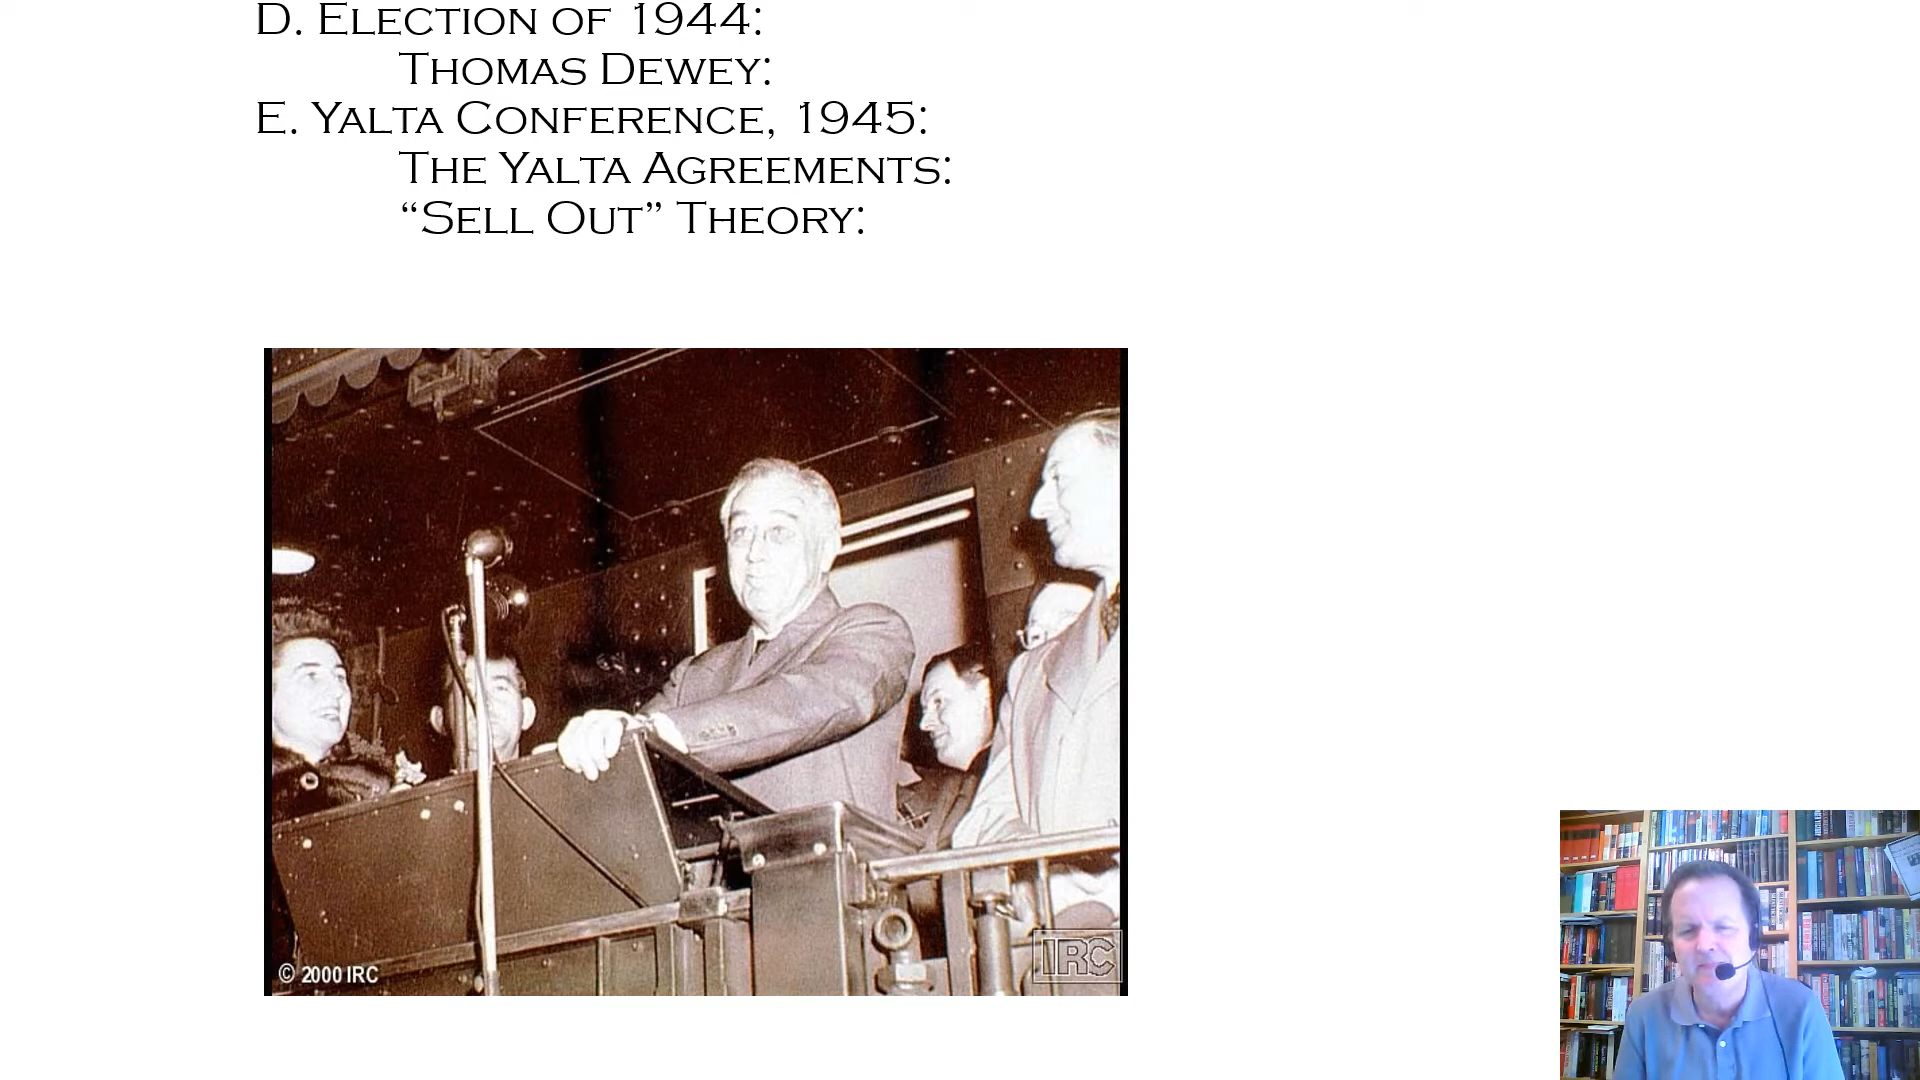 D. Election of 1944:
Thomas Dewey:
E. Yalta Conference, 1945:
The Yalta Agreements:
“Sell Out” Theory:
© 2000 IRC
IRC